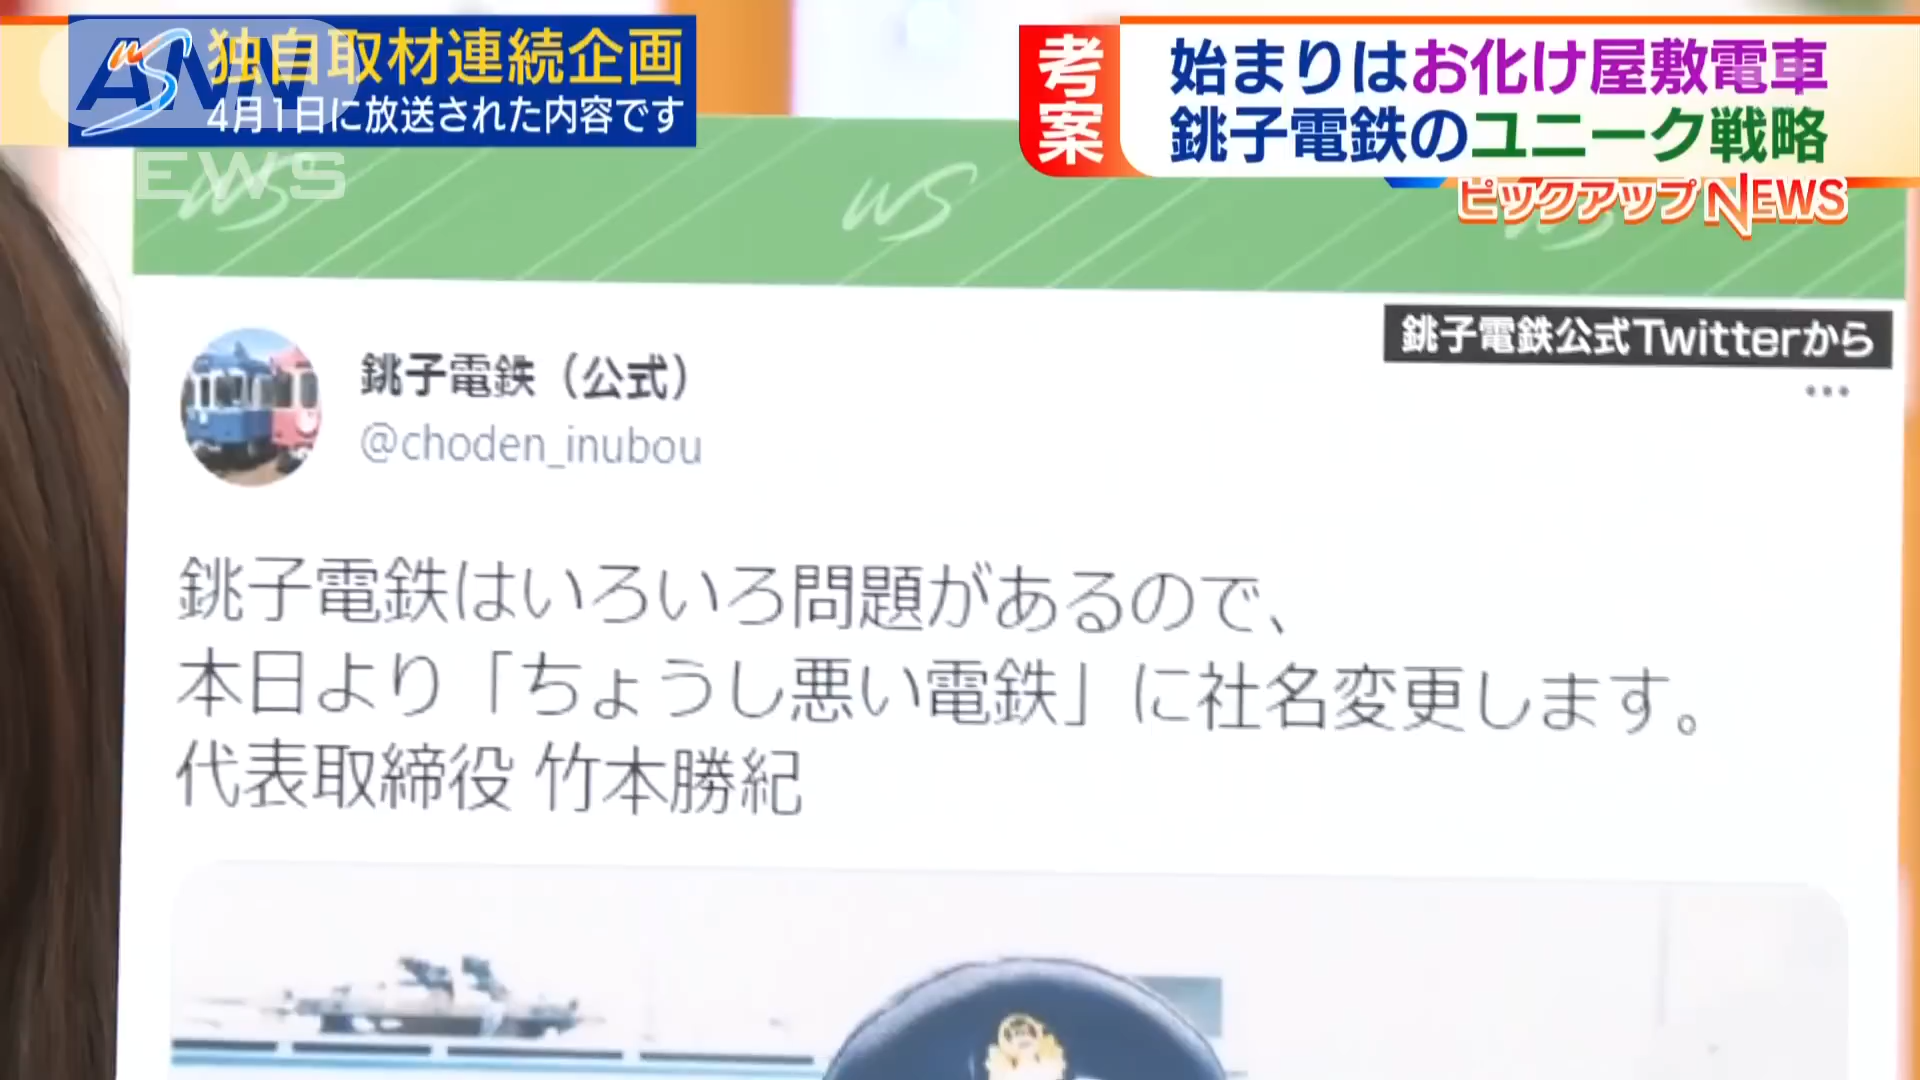 ANN
NEWS
独自取材連続企画
4月1日に放送された内容です
考案
始まりはお化け屋敷電車
銚子電鉄のユニーク戦略
ピックアップNEWS
WS
WS
WS
銚子電鉄公式Twitterから
銚子電鉄（公式）
@choden_inubou
銚子電鉄はいろいろ問題があるので、
本日より「ちょうし悪い電鉄」に社名変更します。
代表取締役 竹本勝紀